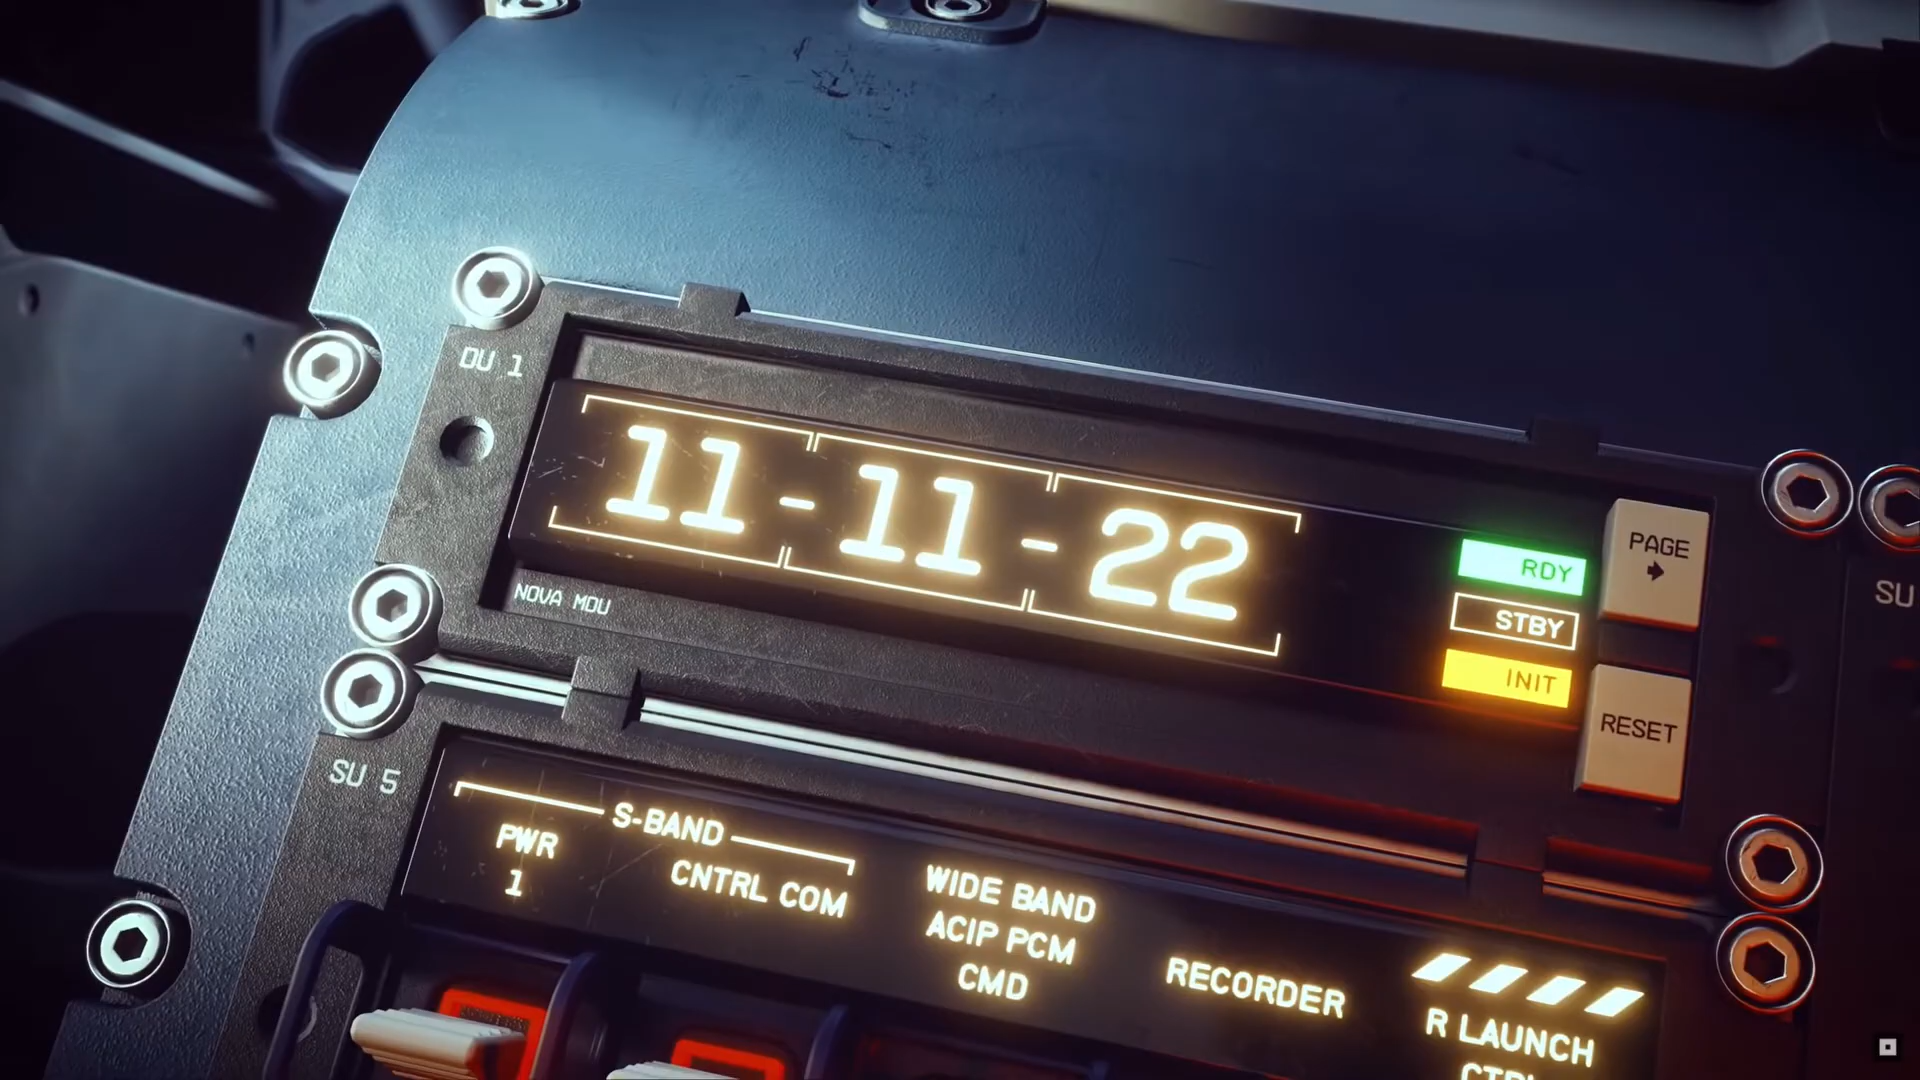 DU 1
11-11-22
RDY
STBY
INIT
PAGE
RESET
NOVA MDU
SU
SU 5
S-BAND
PWR
1
CNTRL COM
WIDE BAND
ACIP PCM
CMD
RECORDER
R LAUNCH
CTRL